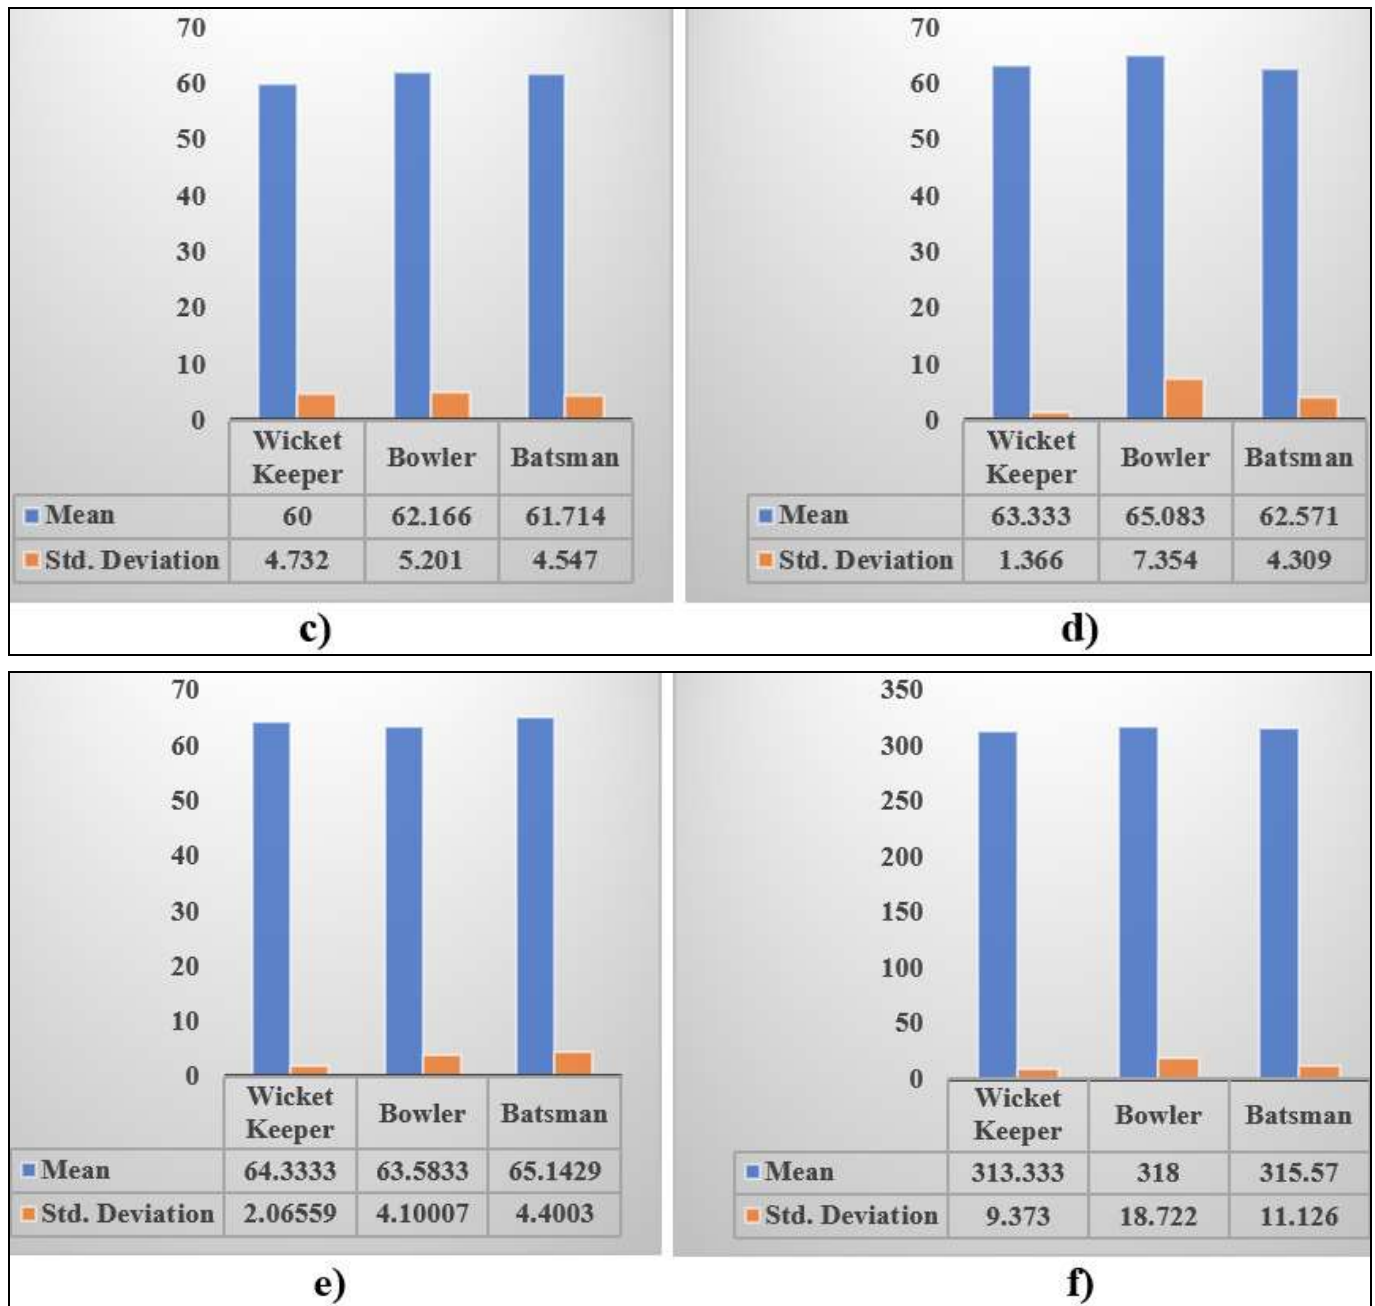 70
60
50
40
30
20
10
0
Wicket Keeper Bowler Batsman
Mean 60 62.166 61.714
Std. Deviation 4.732 5.201 4.547
c)
70
60
50
40
30
20
10
0
Wicket Keeper Bowler Batsman
Mean 63.333 65.083 62.571
Std. Deviation 1.366 7.354 4.309
d)
70
60
50
40
30
20
10
0
Wicket Keeper Bowler Batsman
Mean 64.3333 63.5833 65.1429
Std. Deviation 2.06559 4.10007 4.4003
e)
350
300
250
200
150
100
50
0
Wicket Keeper Bowler Batsman
Mean 313.333 318 315.57
Std. Deviation 9.373 18.722 11.126
f)